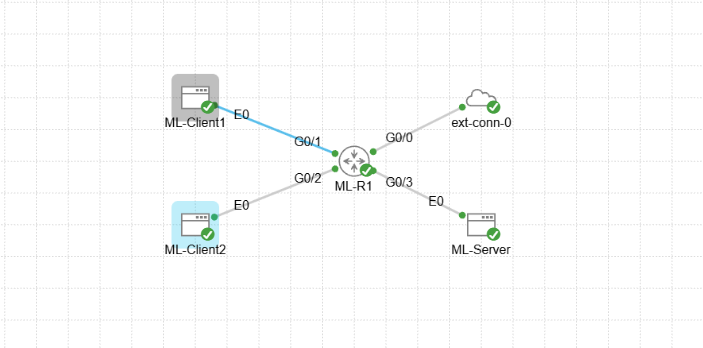 ML-Client1
E0
G0/1
G0/0
ext-conn-0
ML-R1
G0/2
G0/3
E0
E0
ML-Client2
ML-Server